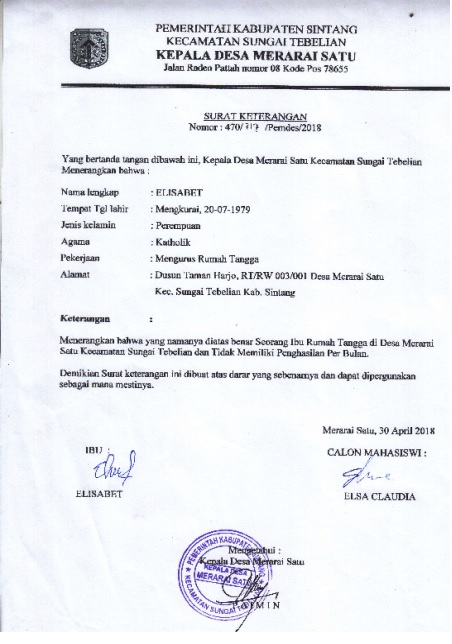 PEMERINTAH KABUPATEN SINTANG
KECAMATAN SUNGAI TEBELIAN
KEPALA DESA MERARAI SATU
Jalan Raden Pattah nomor 08 Kode Pos 78655
SURAT KETERANGAN
Nomor : 470/ /Pemdes/2018
Yang bertanda tangan dibawah ini, Kepala Desa Merarai Satu Kecamatan Sungai Tebelian
Menerangkan bahwa :
Nama lengkap : ELISABET
Tempat Tgl lahir : Mengkurai, 20-07-1979
Jenis kelamin : Perempuan
Agama : Katholik
Pekerjaan : Mengurus Rumah Tangga
Alamat : Dusun Taman Harjo, RT/RW 003/001 Desa Merarai Satu
Kec. Sungai Tebelian Kab. Sintang
Keterangan :
Menerangkan bahwa yang namanya diatas benar Seorang Ibu Rumah Tangga di Desa Merarai
Satu Kecamatan Sungai Tebelian dan Tidak Memiliki Penghasilan Per Bulan.
Demikian Surat keterangan ini dibuat atas darar yang sebenarnya dan dapat dipergunakan
sebagai mana mestinya.
Merarai Satu, 30 April 2018
IBU :
CALON MAHASISWI :
ELISABET
ELSA CLAUDIA
Mengetahui :
Kepala Desa Merarai Satu
PEMERINTAH KABUPATEN SINTANG
KEPALA DESA
MERARAI SATU
KECAMATAN SUNGAI